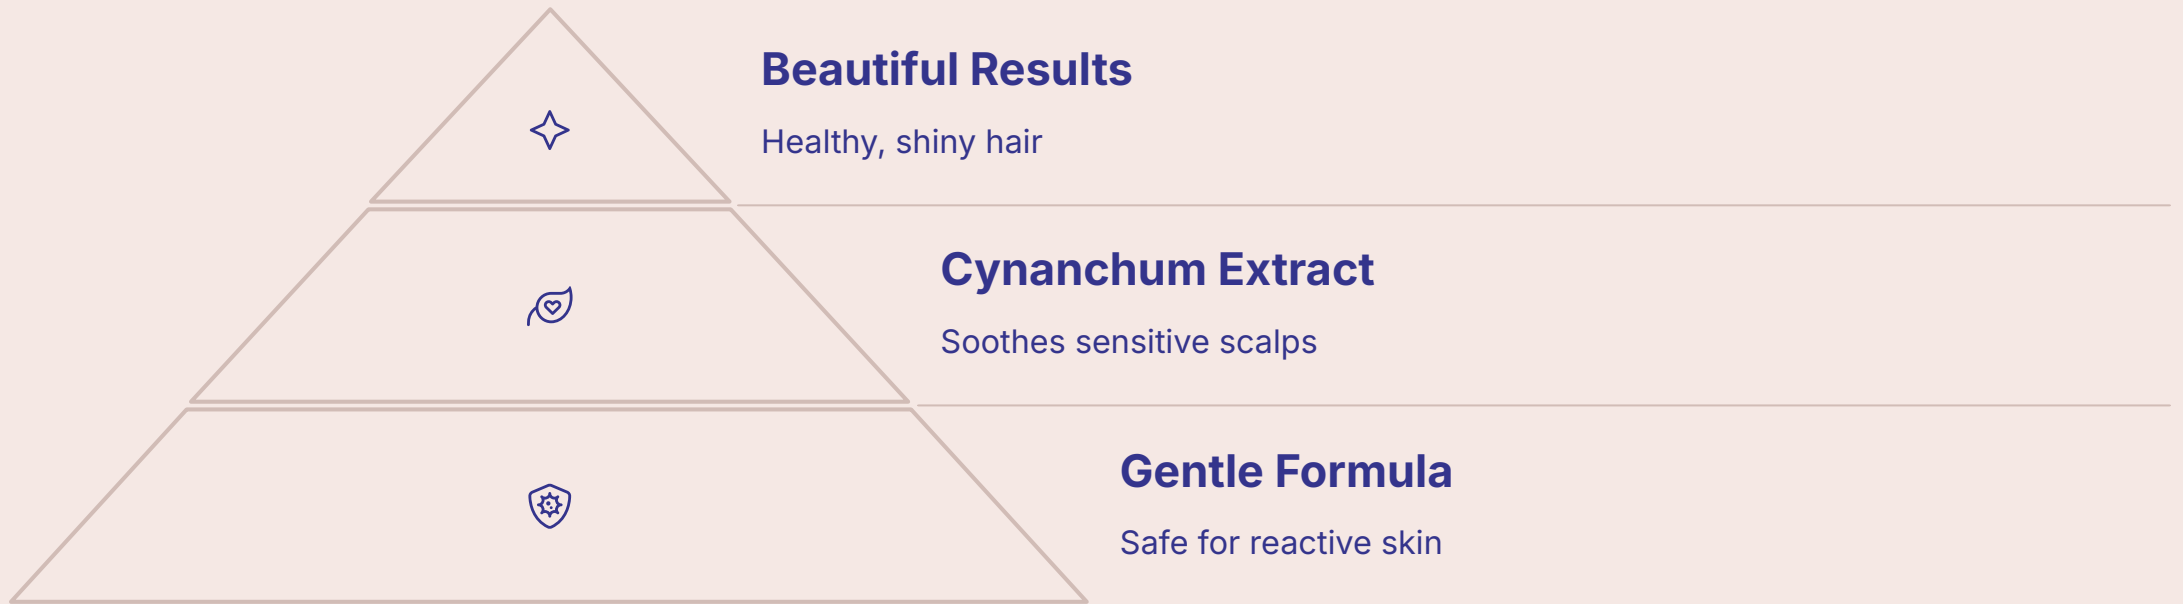 Beautiful Results
Healthy, shiny hair
Cynanchum Extract
Soothes sensitive scalps
Gentle Formula
Safe for reactive skin